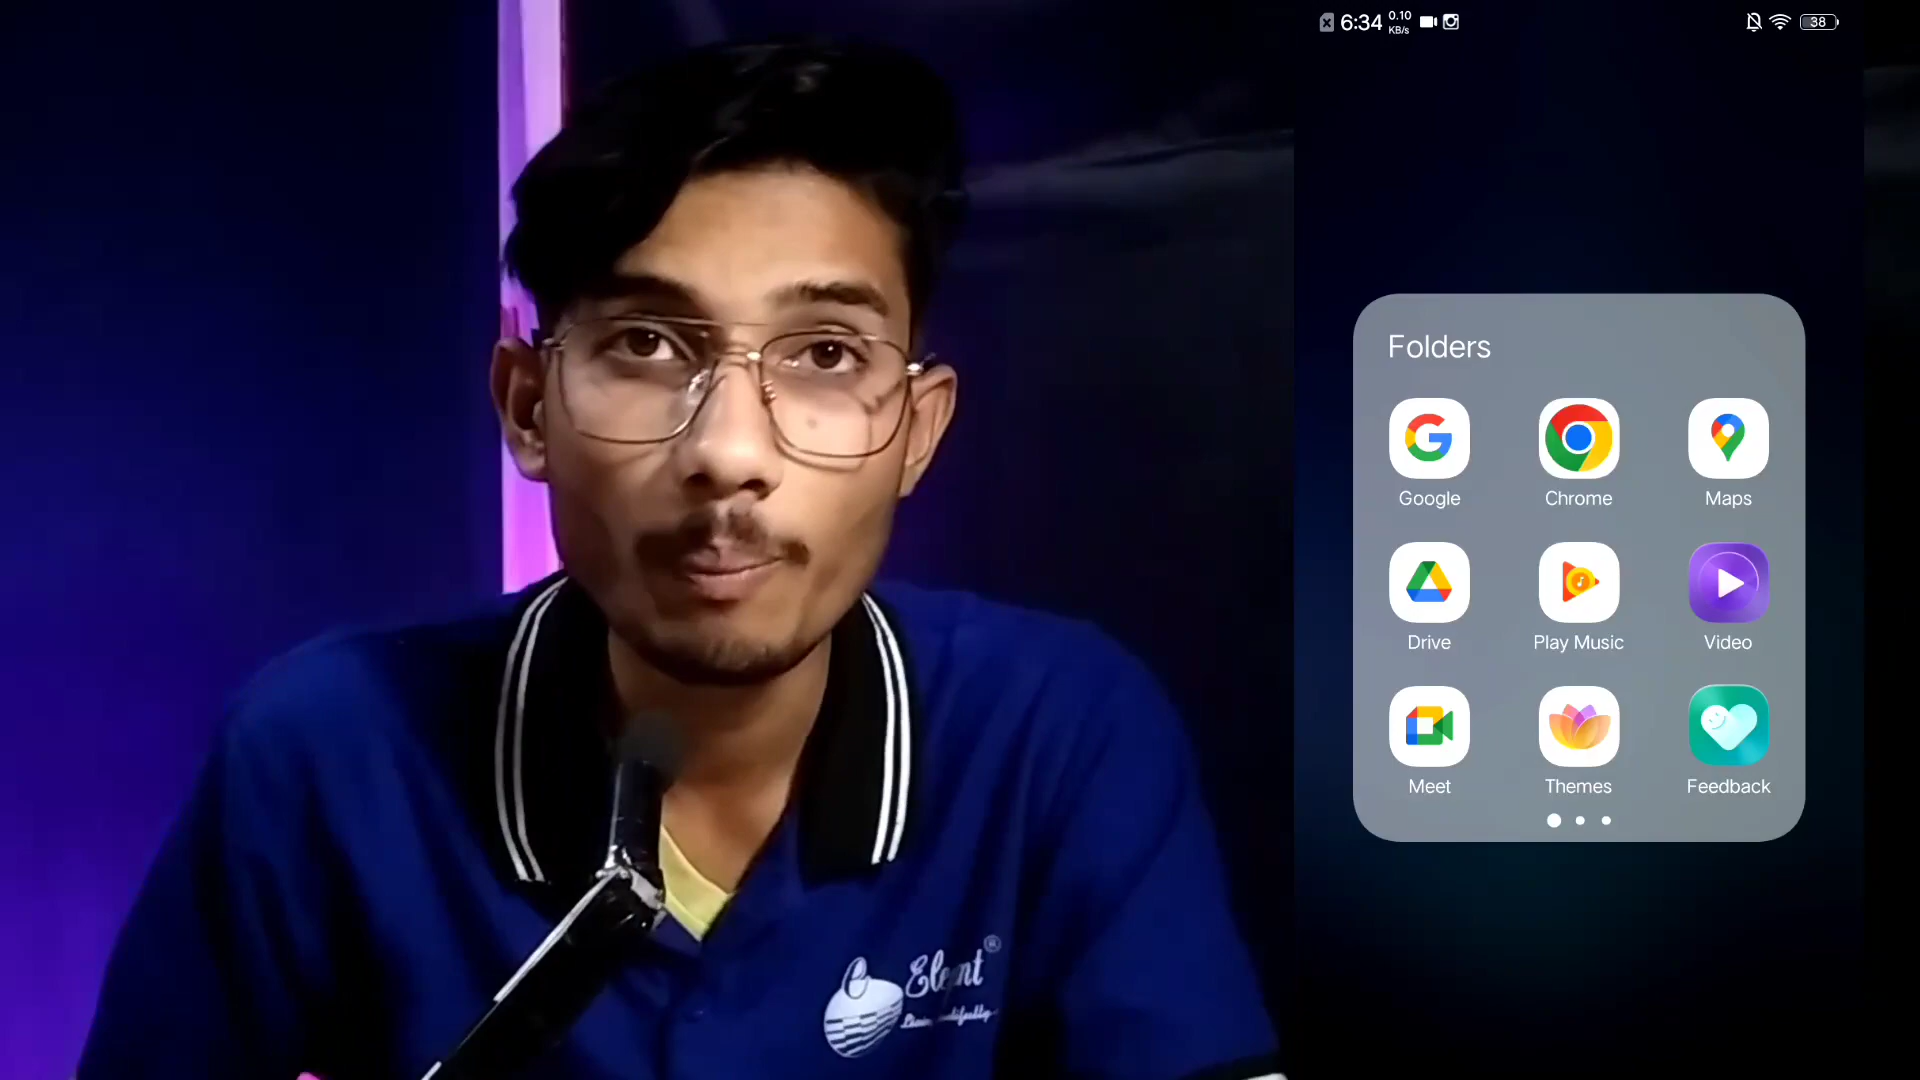 6:34
0.10
KB/s
38
Folders
Google
Chrome
Maps
Drive
Play Music
Video
Meet
Themes
Feedback
®